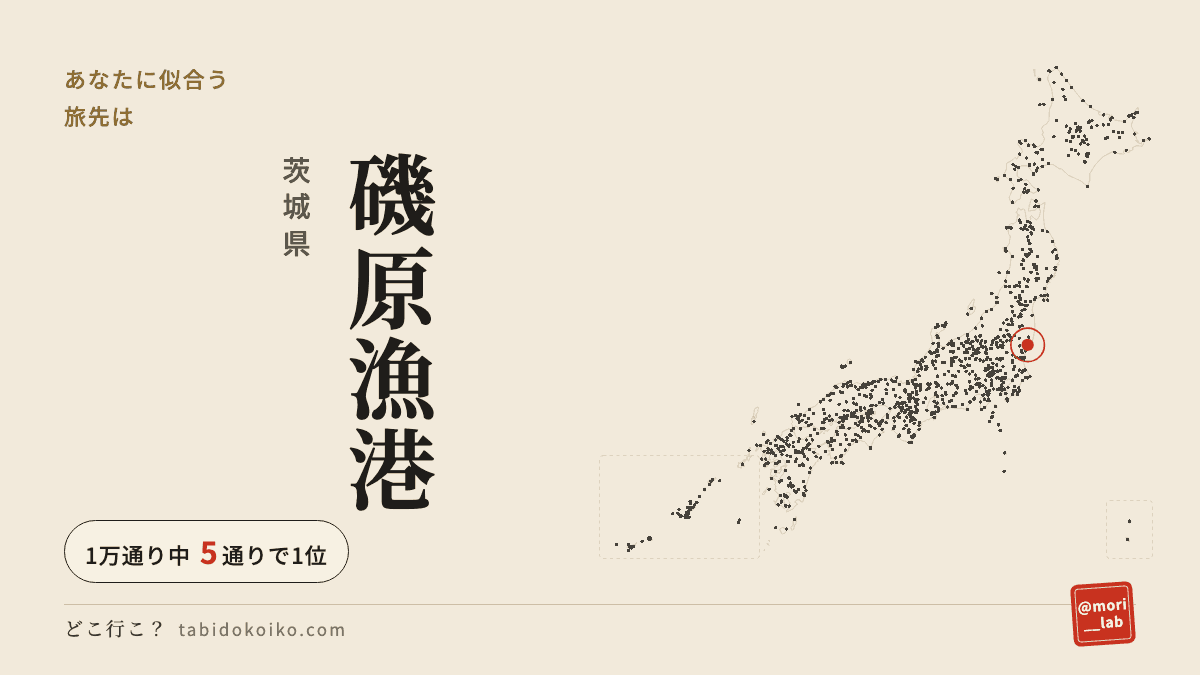 あなたに似合う
旅先は
磯原漁港
茨城県
1万通り中 5通りで1位
どこ行こ？ tabidokoiko.com
@mori
__lab